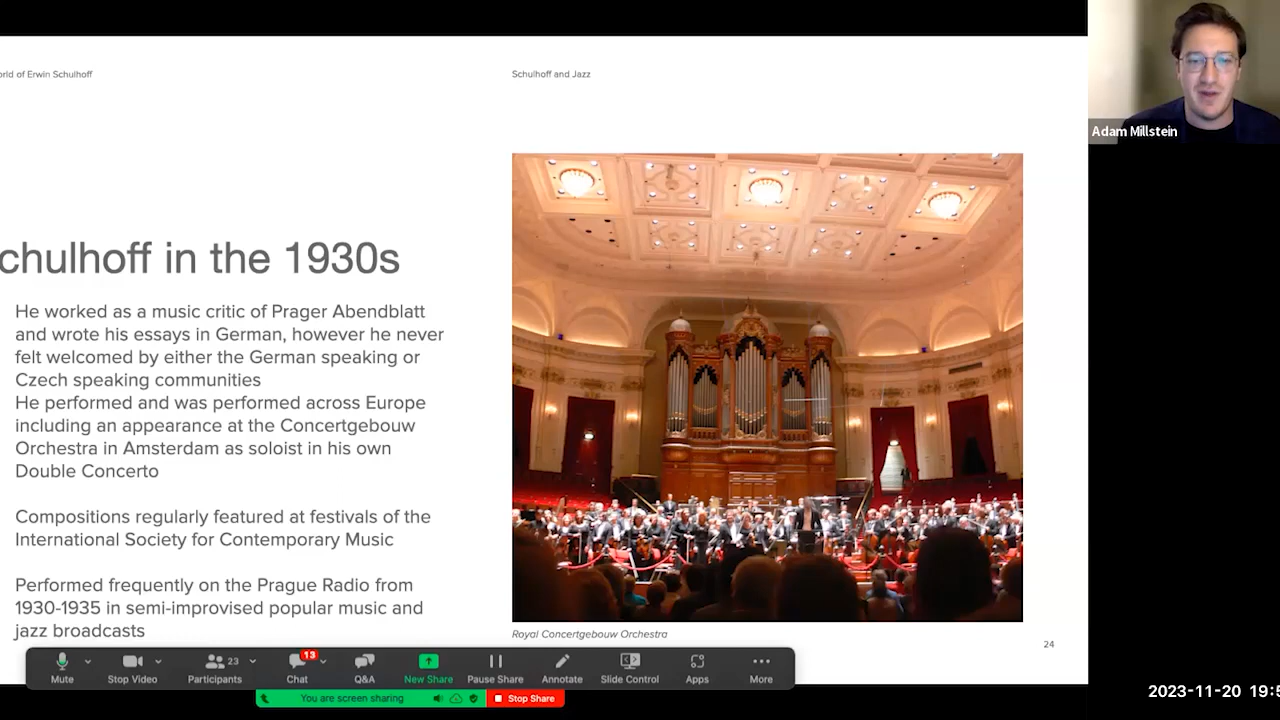 orld of Erwin Schulhoff
Schulhoff and Jazz
Adam Millstein
chulhoff in the 1930s
He worked as a music critic of Prager Abendblatt
and wrote his essays in German, however he never
felt welcomed by either the German speaking or
Czech speaking communities
He performed and was performed across Europe
including an appearance at the Concertgebouw
Orchestra in Amsterdam as soloist in his own
Double Concerto
Compositions regularly featured at festivals of the
International Society for Contemporary Music
Performed frequently on the Prague Radio from
1930-1935 in semi-improvised popular music and
jazz broadcasts
Royal Concertgebouw Orchestra
24
13
23
Mute
Stop Video
Participants
Chat
Q&A
New Share
Pause Share
Annotate
Slide Control
Apps
More
You are screen sharing
Stop Share
2023-11-20 19:5